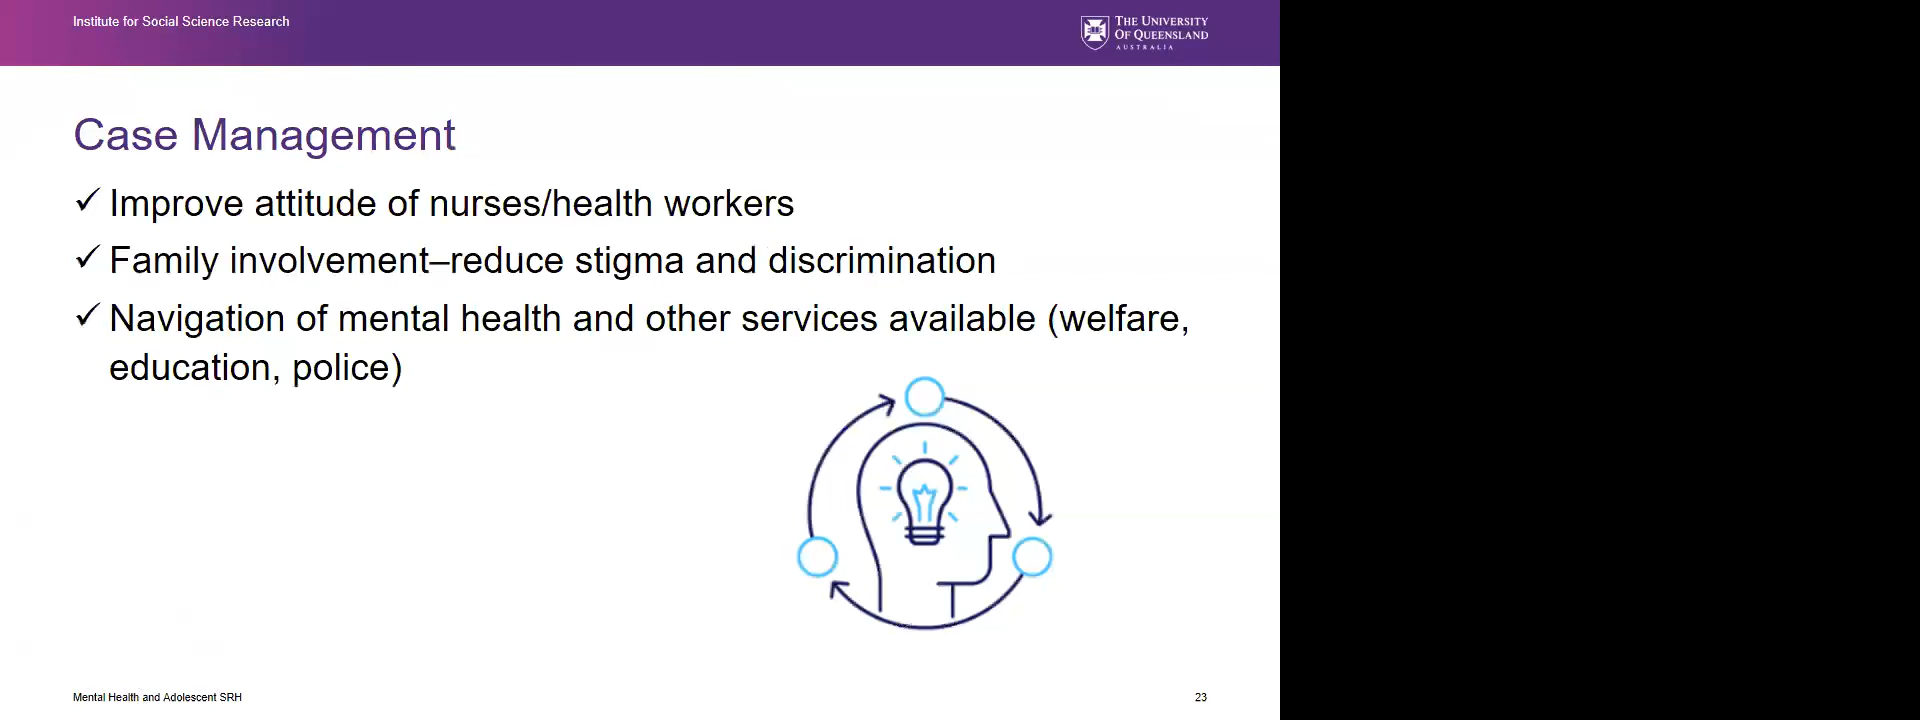 Institute for Social Science Research
THE UNIVERSITY
OF QUEENSLAND
AUSTRALIA
Case Management
✓ Improve attitude of nurses/health workers
✓ Family involvement–reduce stigma and discrimination
✓ Navigation of mental health and other services available (welfare,
education, police)
Mental Health and Adolescent SRH
23